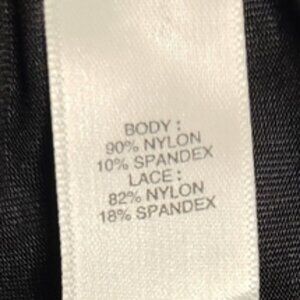 BODY :
90% NYLON
10% SPANDEX
LACE :
82% NYLON
18% SPANDEX